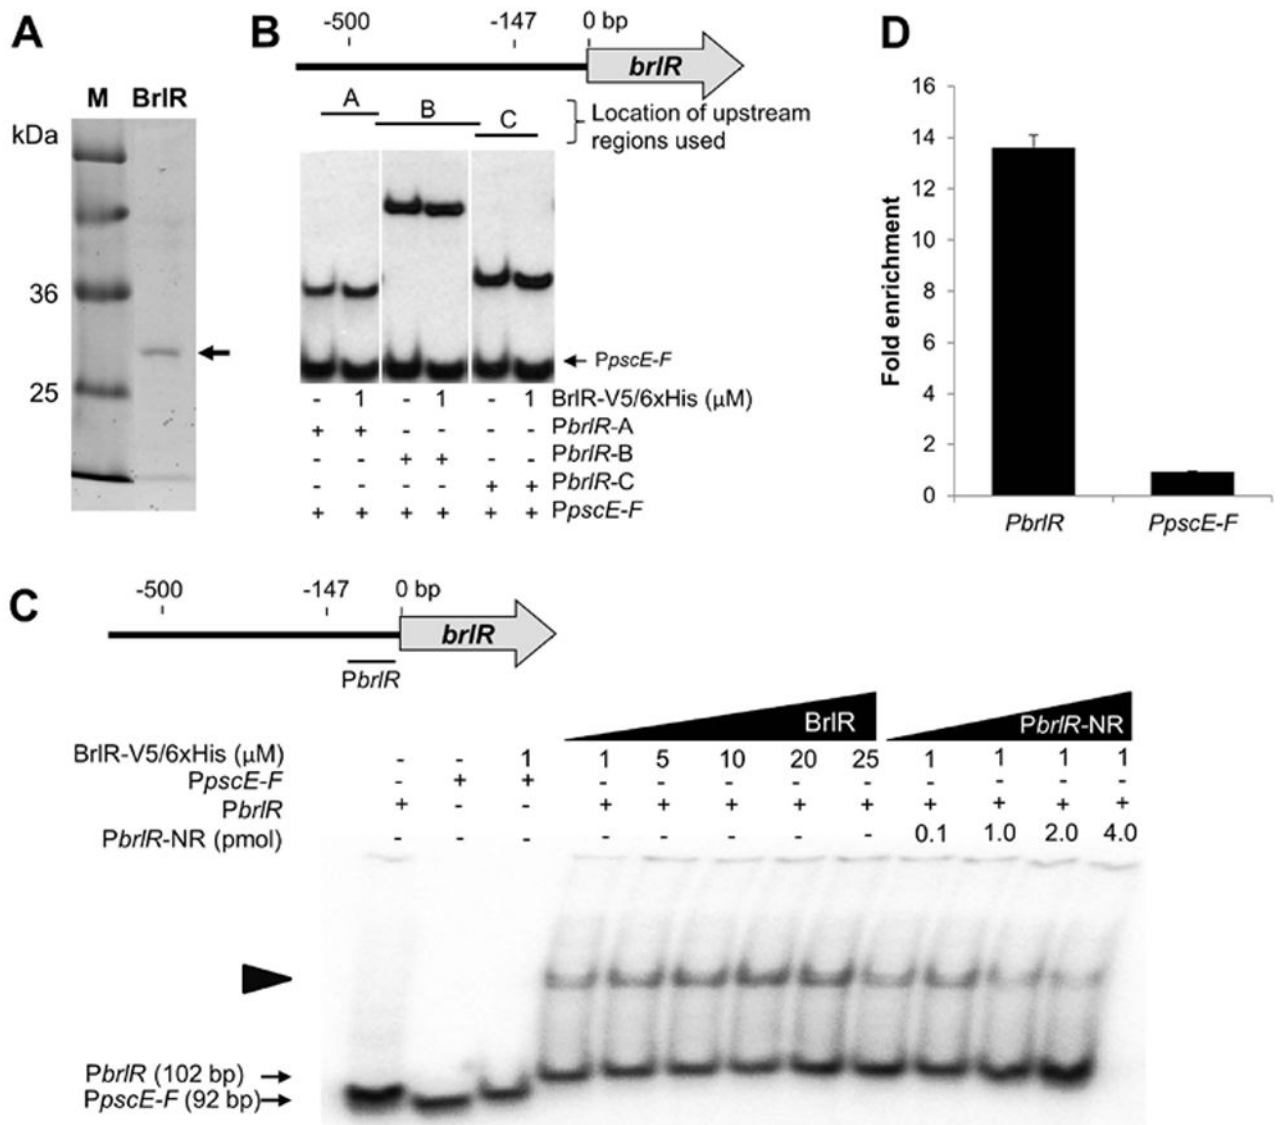 A
M BrlR
kDa
36
25
B
-500 -147 0 bp
brlR
A B C
Location of upstream
regions used
PpscE-F
- 1 - 1 - 1 BrlR-V5/6xHis (µM)
+ + - - - - PbrlR-A
- - + + - - PbrlR-B
- - - - + + PbrlR-C
+ + + + + + PpscE-F
D
Fold enrichment
16
14
12
10
8
6
4
2
0
PbrlR PpscE-F
C
-500 -147 0 bp
brlR
PbrlR
BrlR PbrlR-NR
BrlR-V5/6xHis (µM) - - 1 1 5 10 20 25 1 1 1 1
PpscE-F - + + - - - - - - - - -
PbrlR + - - + + + + + + + + +
PbrlR-NR (pmol) - - - - - - - - 0.1 1.0 2.0 4.0
PbrlR (102 bp)
PpscE-F (92 bp)